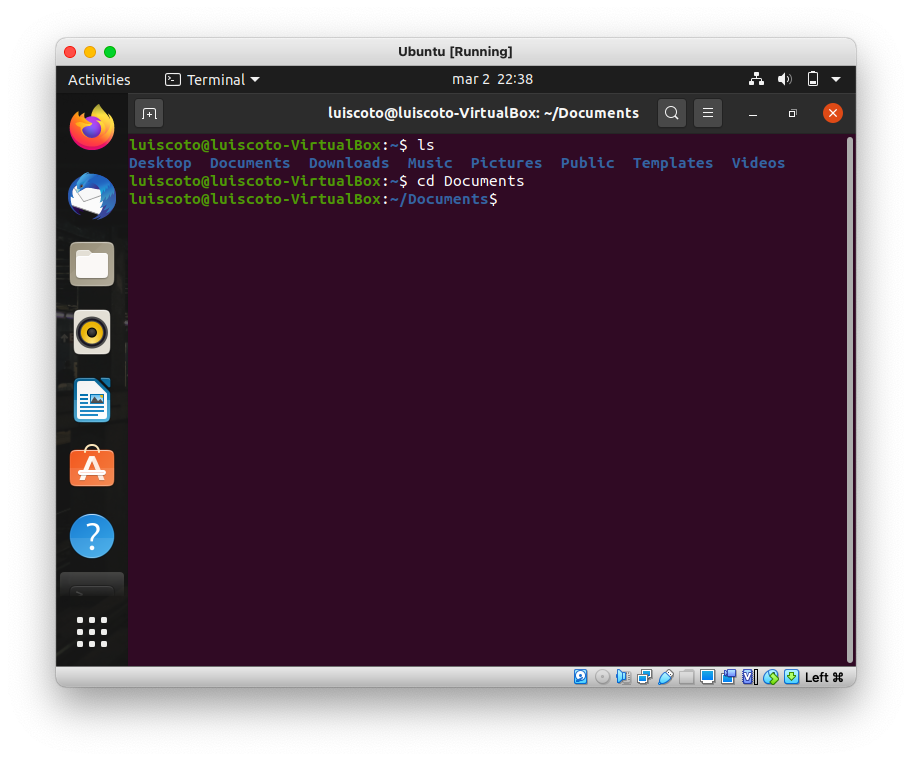 Ubuntu [Running]
Activities Terminal mar 2 22:38
luiscoto@luiscoto-VirtualBox: ~/Documents
luiscoto@luiscoto-VirtualBox:~$ ls
Desktop Documents Downloads Music Pictures Public Templates Videos
luiscoto@luiscoto-VirtualBox:~$ cd Documents
luiscoto@luiscoto-VirtualBox:~/Documents$
Left ⌘